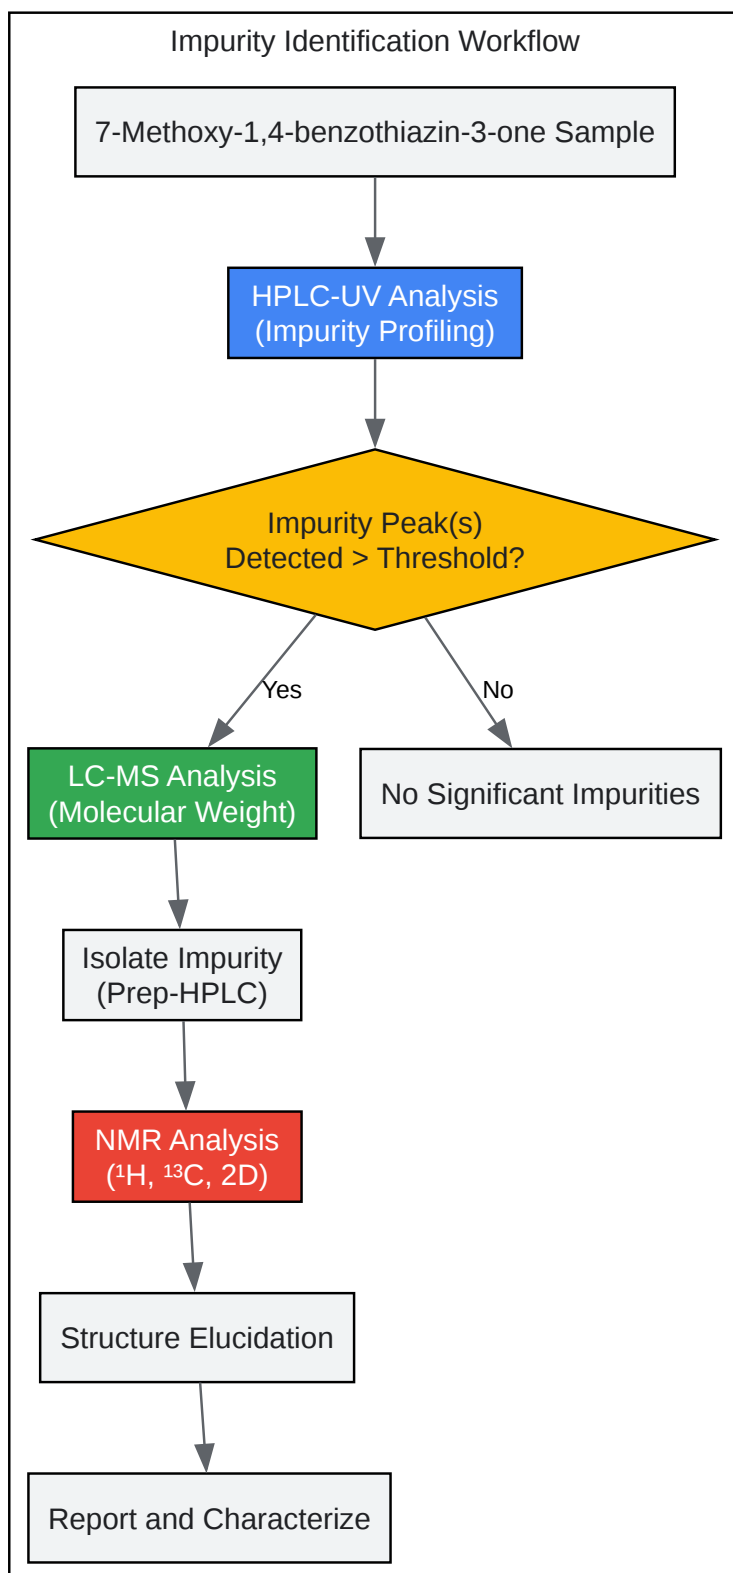 Impurity Identification Workflow
7-Methoxy-1,4-benzothiazin-3-one Sample
HPLC-UV Analysis
(Impurity Profiling)
Impurity Peak(s)
Detected > Threshold?
Yes
No
LC-MS Analysis
(Molecular Weight)
No Significant Impurities
Isolate Impurity
(Prep-HPLC)
NMR Analysis
(¹H, ¹³C, 2D)
Structure Elucidation
Report and Characterize